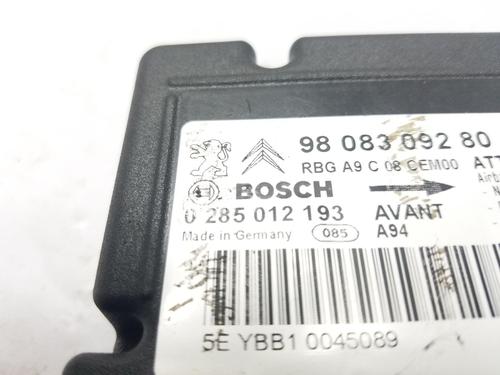 98 083 092 80
RBG A9 C 08 CEM00 ATT
BOSCH
0 285 012 193 AVANT
Made in Germany 085 A94
5E YBB1 0045089